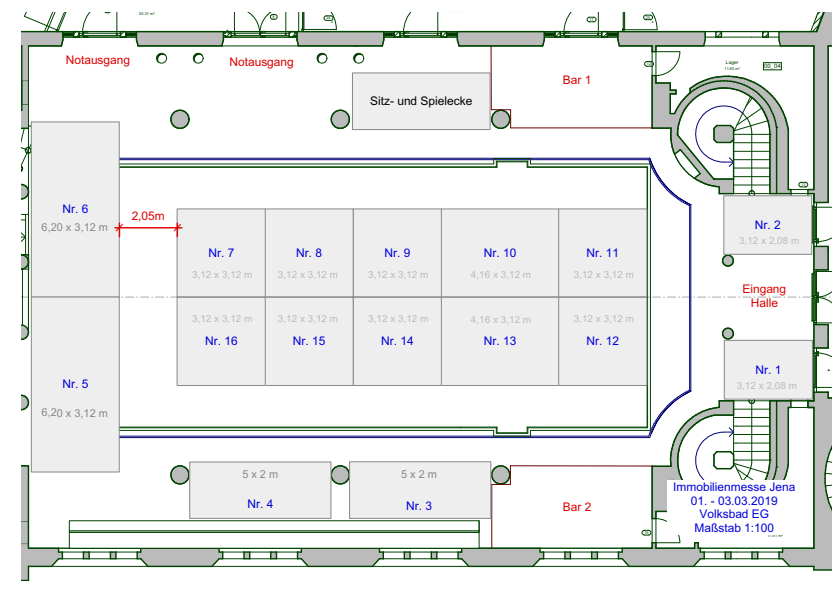 Notausgang
Notausgang
Bar 1
Lager
00_04
Sitz- und Spielecke
Nr. 6
6,20 x 3,12 m
2,05m
Nr. 2
3,12 x 2,08 m
Nr. 7
3,12 x 3,12 m
Nr. 8
3,12 x 3,12 m
Nr. 9
3,12 x 3,12 m
Nr. 10
4,16 x 3,12 m
Nr. 11
3,12 x 3,12 m
Eingang
Halle
3,12 x 3,12 m
Nr. 16
3,12 x 3,12 m
Nr. 15
3,12 x 3,12 m
Nr. 14
4,16 x 3,12 m
Nr. 13
3,12 x 3,12 m
Nr. 12
Nr. 5
6,20 x 3,12 m
Nr. 1
3,12 x 2,08 m
5 x 2 m
Nr. 4
5 x 2 m
Nr. 3
Bar 2
Immobilienmesse Jena
01. - 03.03.2019
Volksbad EG
Maßstab 1:100